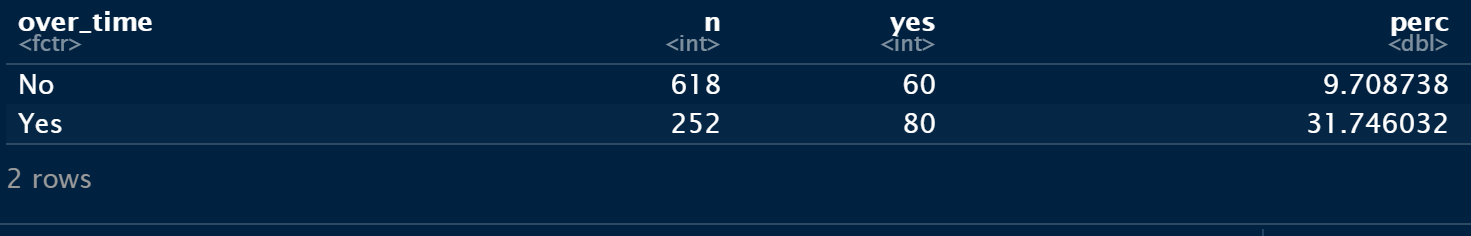 over_time n yes perc
<fctr> <int> <int> <dbl>
No 618 60 9.708738
Yes 252 80 31.746032
2 rows